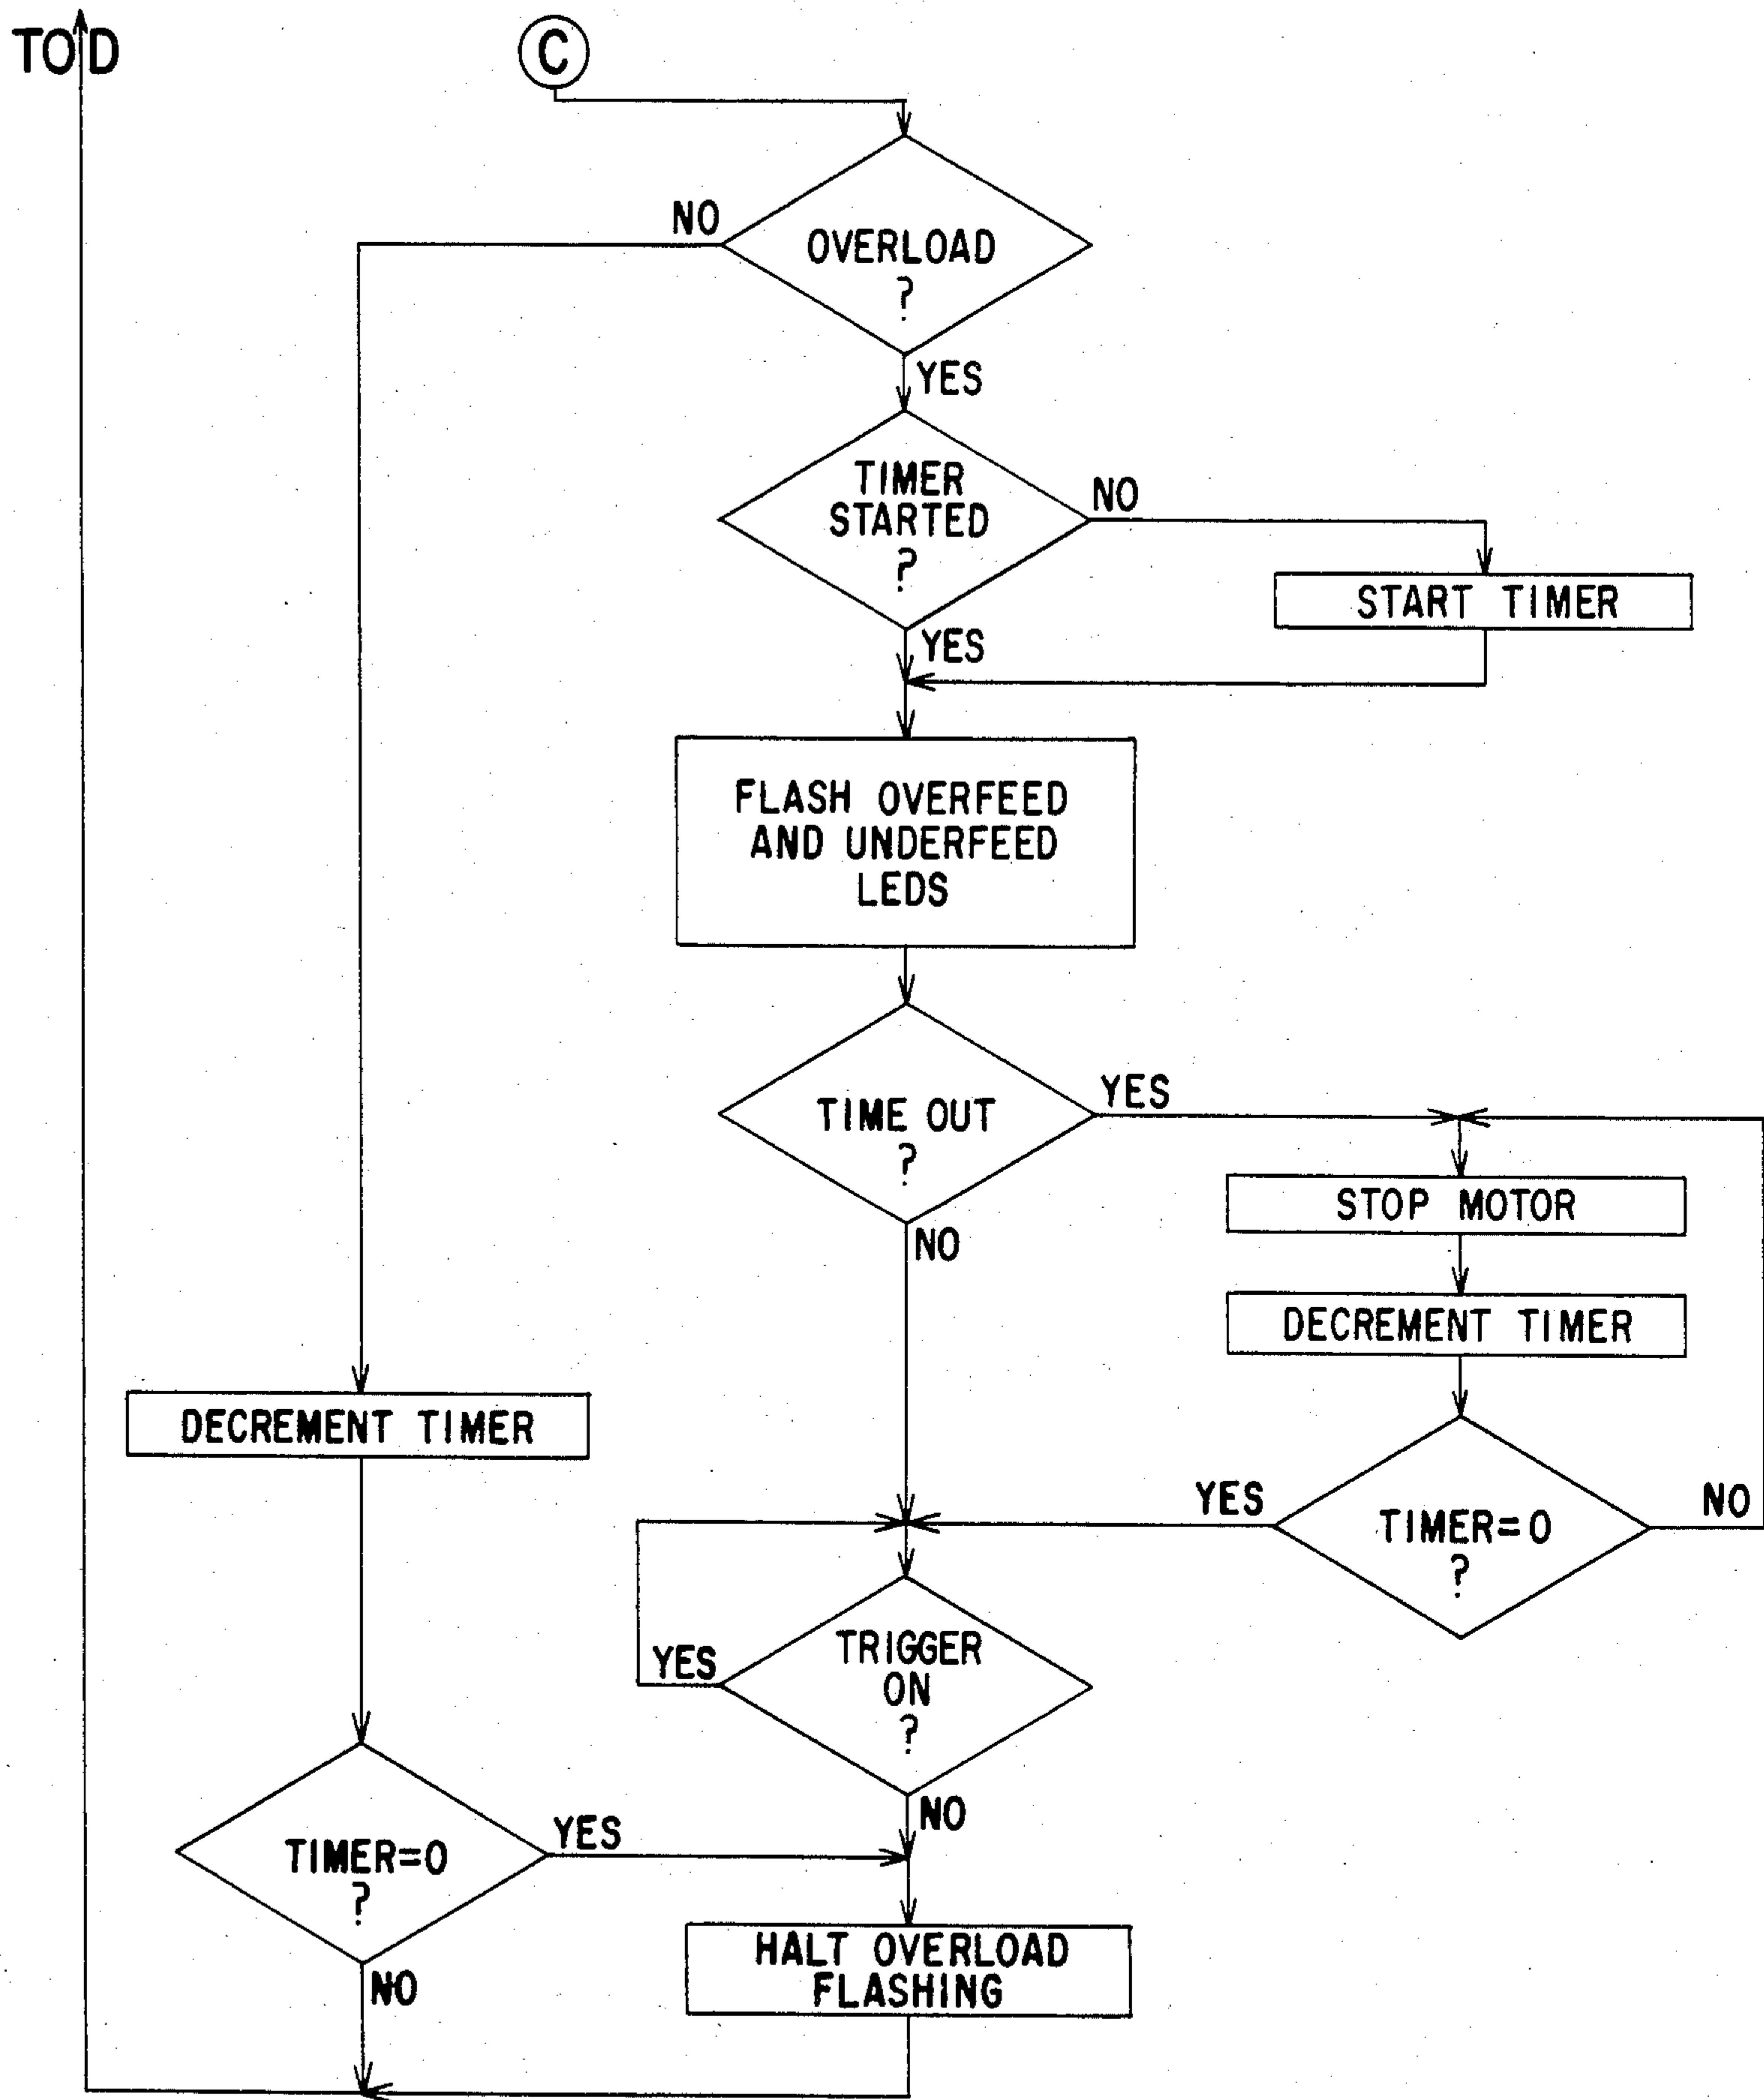 TO D
C
NO
OVERLOAD
?
YES
TIMER
STARTED
?
NO
START TIMER
YES
FLASH OVERFEED
AND UNDERFEED
LEDS
TIME OUT
?
YES
NO
STOP MOTOR
DECREMENT TIMER
DECREMENT TIMER
YES
TIMER=0
?
NO
TRIGGER
ON
?
YES
NO
TIMER=0
?
YES
NO
HALT OVERLOAD
FLASHING